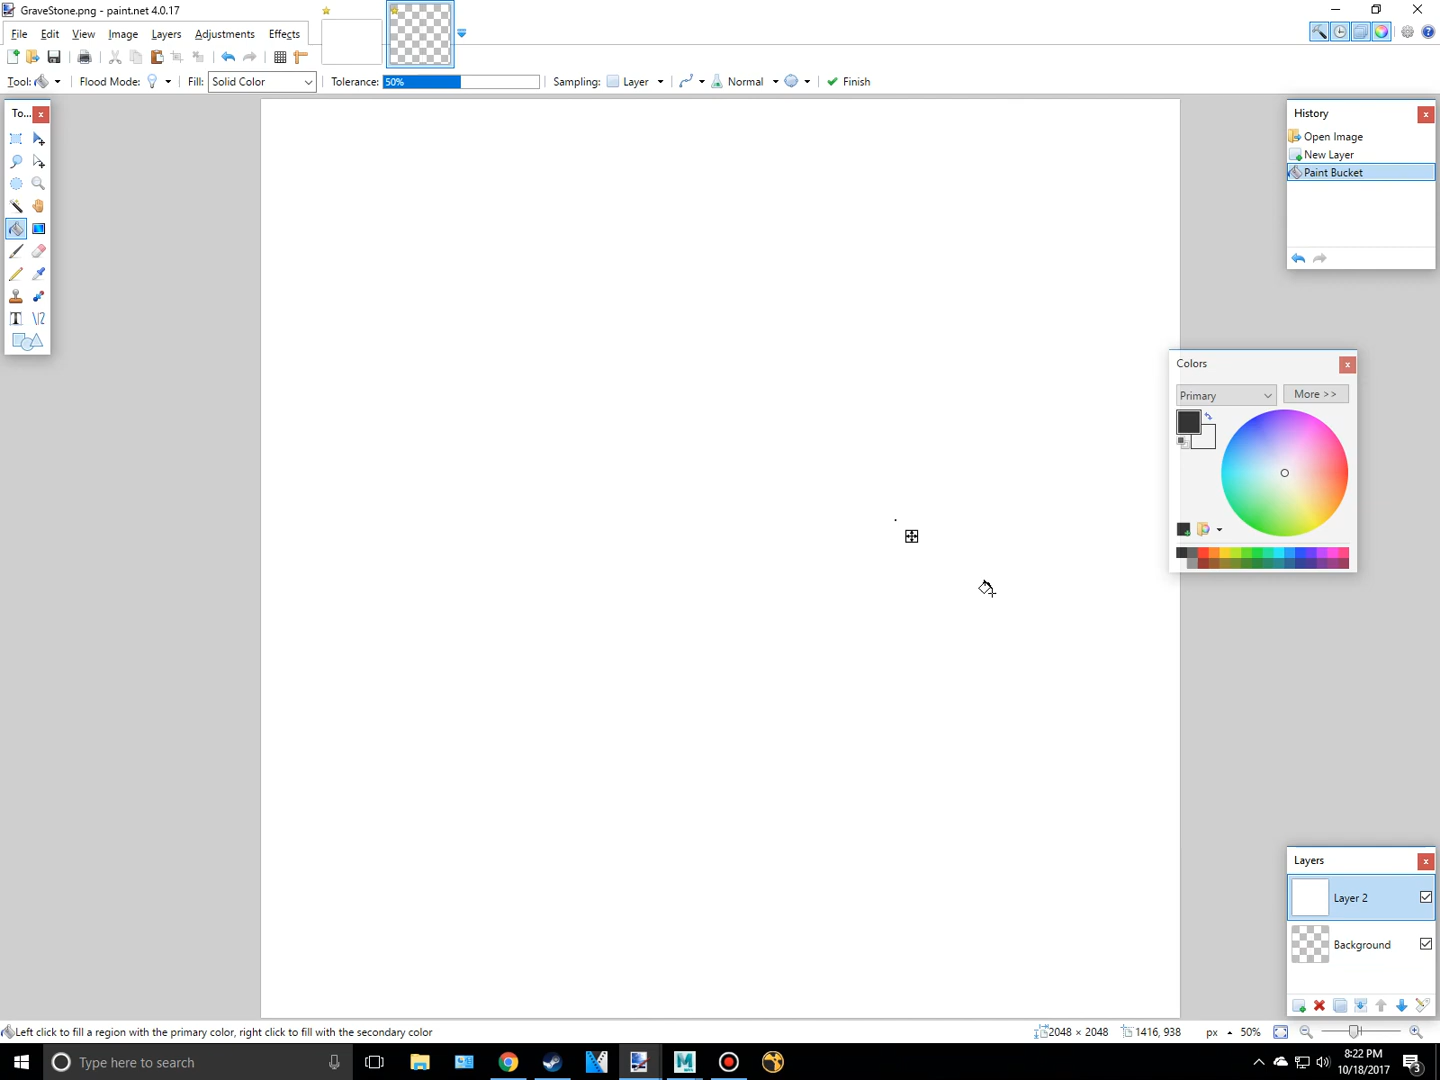 GraveStone.png - paint.net 4.0.17
File Edit View Image Layers Adjustments Effects
Tool: Flood Mode: Fill: Solid Color Tolerance: 50% Sampling: Layer Normal Finish
To...
History
Open Image
New Layer
Paint Bucket
Colors
Primary
More >>
Layers
Layer 2
Background
Left click to fill a region with the primary color, right click to fill with the secondary color
2048 × 2048 1416, 938 px 50%
Type here to search
8:22 PM
10/18/2017
3